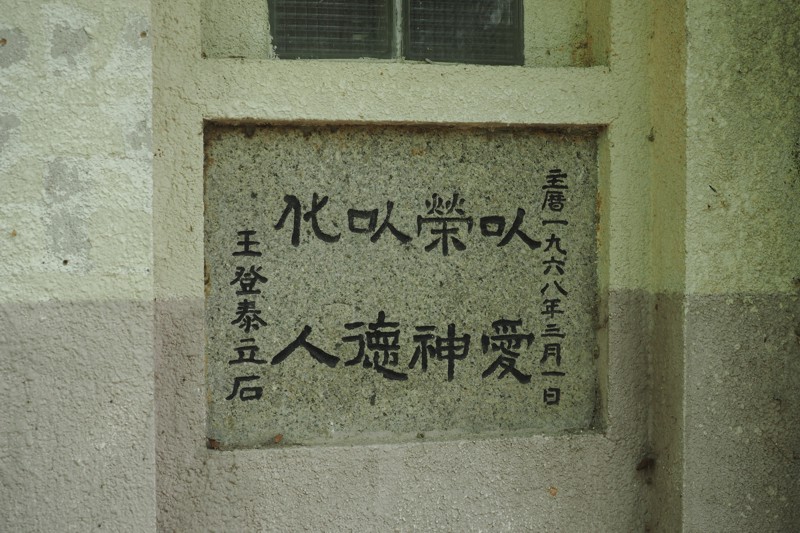 主曆一九六八年三月一日
以愛
榮神
以德
化人
王登泰立石